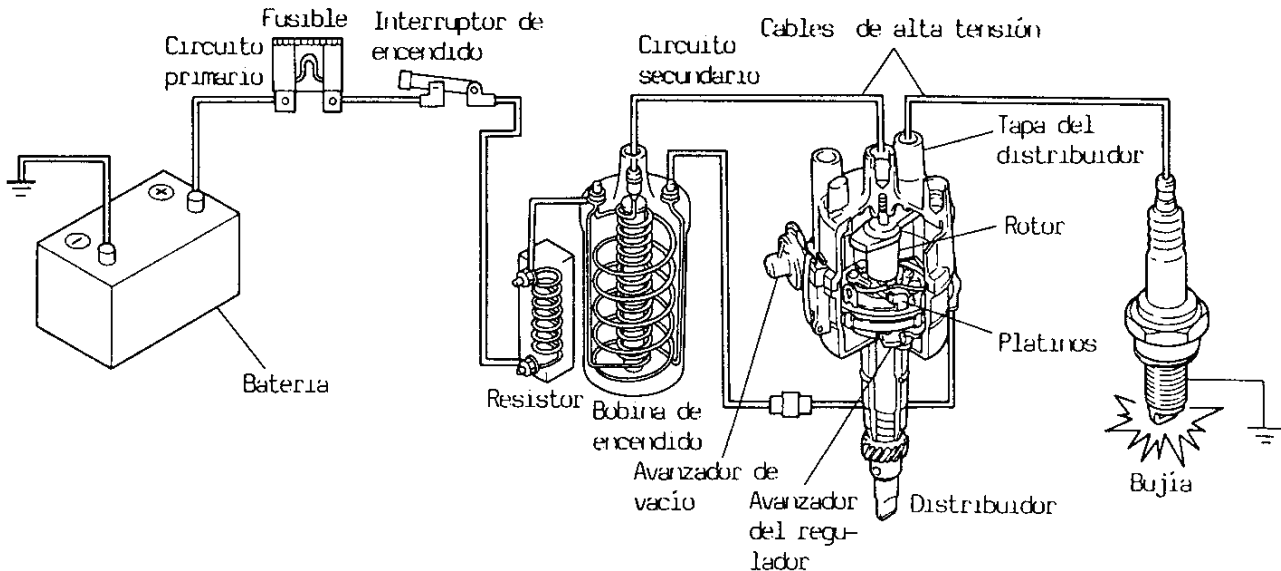 Fusible
Interruptor de
encendido
Circuito
primario
Circuito
secundario
Cables de alta tensión
Tapa del
distribuidor
Rotor
Platinos
Bateria
Resistor
Bobina de
encendido
Avanzador de
vacío
Avanzador
del regu-
lador
Distribuidor
Bujía